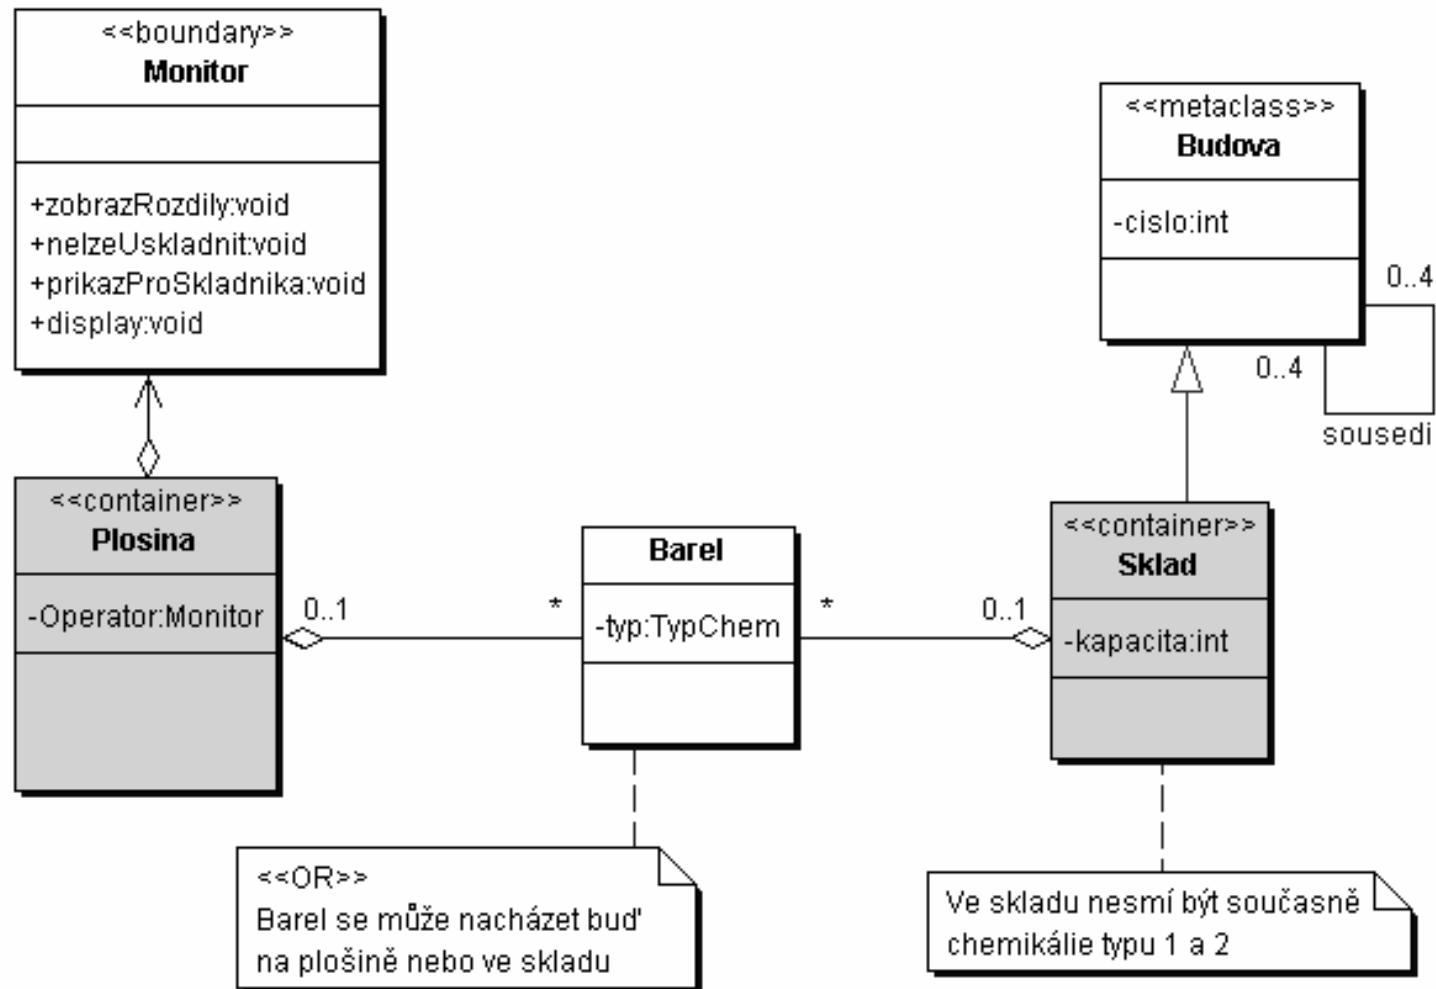 <<boundary>>
Monitor
+zobrazRozdily:void
+nelzeUskladnit:void
+prikazProSkladnika:void
+display:void
<<metaclass>>
Budova
-cislo:int
0..4
0..4
sousedi
<<container>>
Plosina
-Operator:Monitor
0..1
*
Barel
-typ:TypChem
*
0..1
<<container>>
Sklad
-kapacita:int
<<OR>>
Barel se může nacházet buď
na plošině nebo ve skladu
Ve skladu nesmí být současně
chemikálie typu 1 a 2